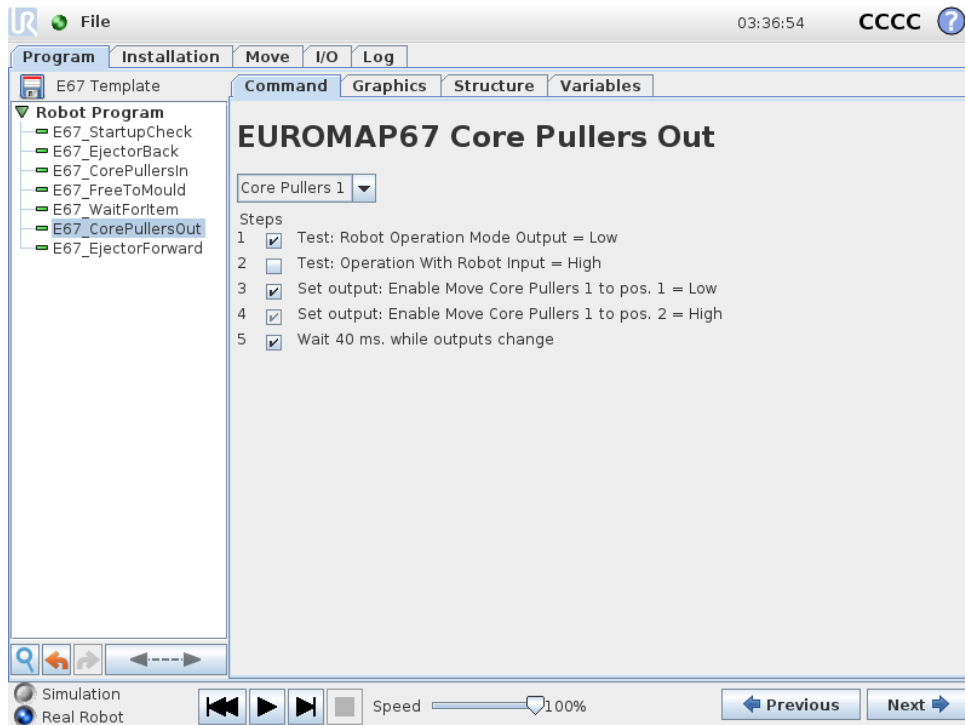 UR File 03:36:54 CCCC ?
Program Installation Move I/O Log
E67 Template
Command Graphics Structure Variables
Robot Program
E67_StartupCheck
E67_EjectorBack
E67_CorePullersIn
E67_FreeToMould
E67_WaitForItem
E67_CorePullersOut
E67_EjectorForward
EUROMAP67 Core Pullers Out
Core Pullers 1
Steps
1 Test: Robot Operation Mode Output = Low
2 Test: Operation With Robot Input = High
3 Set output: Enable Move Core Pullers 1 to pos. 1 = Low
4 Set output: Enable Move Core Pullers 1 to pos. 2 = High
5 Wait 40 ms. while outputs change
Simulation
Real Robot
Speed 100%
Previous Next